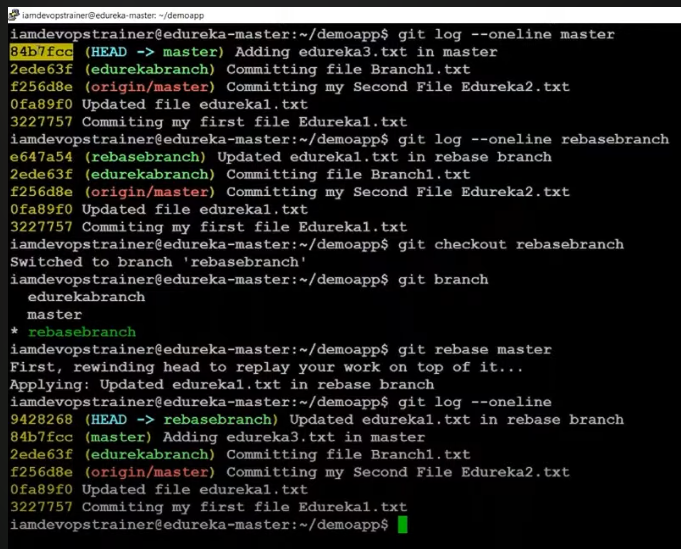 iamdevopstrainer@edureka-master: ~/demoapp
iamdevopstrainer@edureka-master:~/demoapp$ git log --oneline master
84b7fcc (HEAD -> master) Adding edureka3.txt in master
2ede63f (edurekabranch) Committing file Branch1.txt
f256d8e (origin/master) Committing my Second File Edureka2.txt
0fa89f0 Updated file edureka1.txt
3227757 Commiting my first file Edureka1.txt
iamdevopstrainer@edureka-master:~/demoapp$ git log --oneline rebasebranch
e647a54 (rebasebranch) Updated edureka1.txt in rebase branch
2ede63f (edurekabranch) Committing file Branch1.txt
f256d8e (origin/master) Committing my Second File Edureka2.txt
0fa89f0 Updated file edureka1.txt
3227757 Commiting my first file Edureka1.txt
iamdevopstrainer@edureka-master:~/demoapp$ git checkout rebasebranch
Switched to branch 'rebasebranch'
iamdevopstrainer@edureka-master:~/demoapp$ git branch
  edurekabranch
  master
* rebasebranch
iamdevopstrainer@edureka-master:~/demoapp$ git rebase master
First, rewinding head to replay your work on top of it...
Applying: Updated edureka1.txt in rebase branch
iamdevopstrainer@edureka-master:~/demoapp$ git log --oneline
9428268 (HEAD -> rebasebranch) Updated edureka1.txt in rebase branch
84b7fcc (master) Adding edureka3.txt in master
2ede63f (edurekabranch) Committing file Branch1.txt
f256d8e (origin/master) Committing my Second File Edureka2.txt
0fa89f0 Updated file edureka1.txt
3227757 Commiting my first file Edureka1.txt
iamdevopstrainer@edureka-master:~/demoapp$